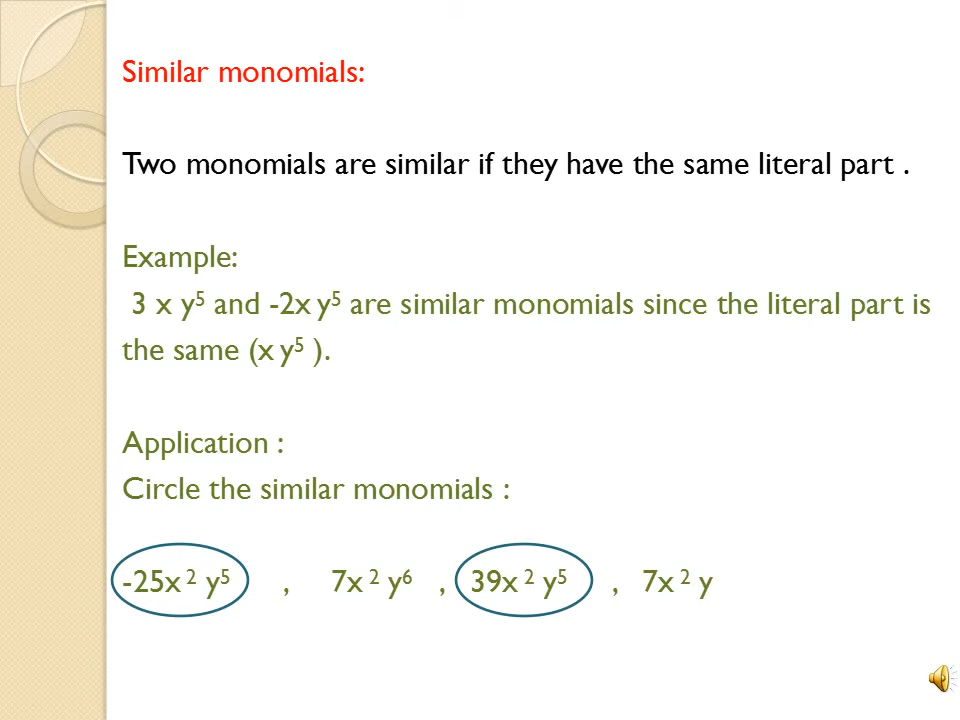 Similar monomials:
Two monomials are similar if they have the same literal part .
Example:
3 x y⁵ and -2x y⁵ are similar monomials since the literal part is
the same (x y⁵ ).
Application :
Circle the similar monomials :
-25x ² y⁵ , 7x ² y⁶ , 39x ² y⁵ , 7x ² y